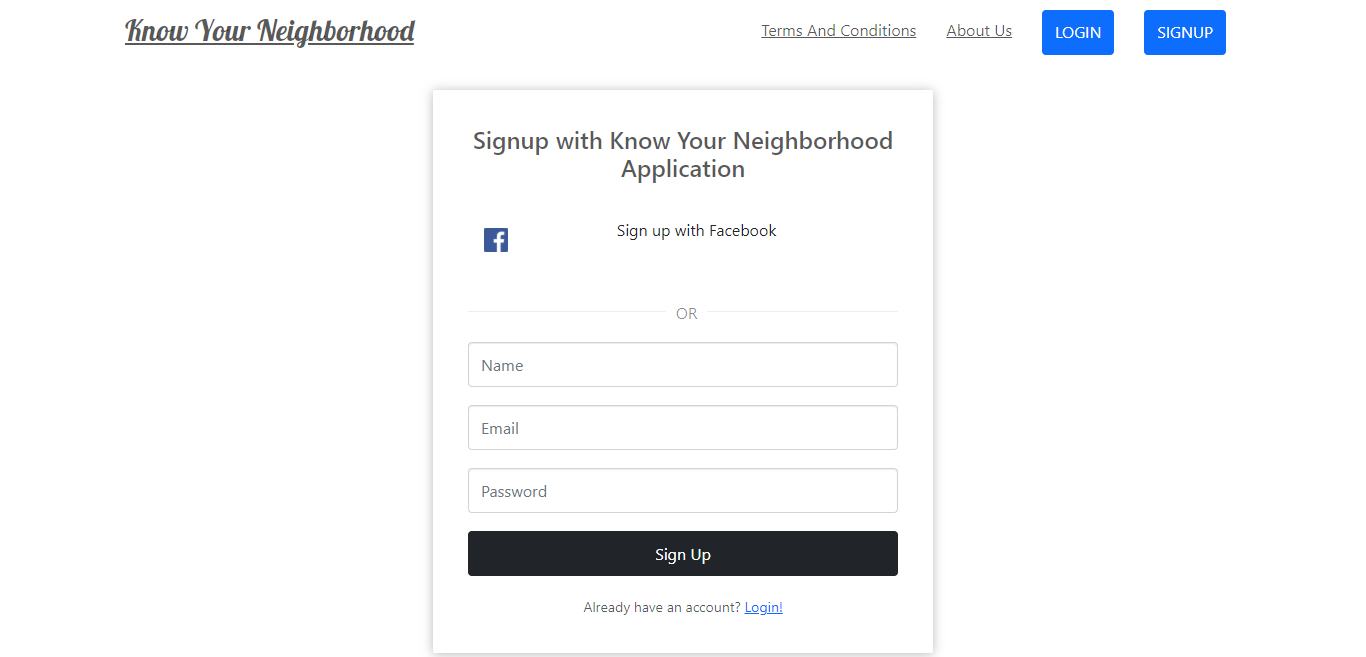 Know Your Neighborhood
Terms And Conditions
About Us
LOGIN
SIGNUP
Signup with Know Your Neighborhood
Application
Sign up with Facebook
OR
Name
Email
Password
Sign Up
Already have an account? Login!